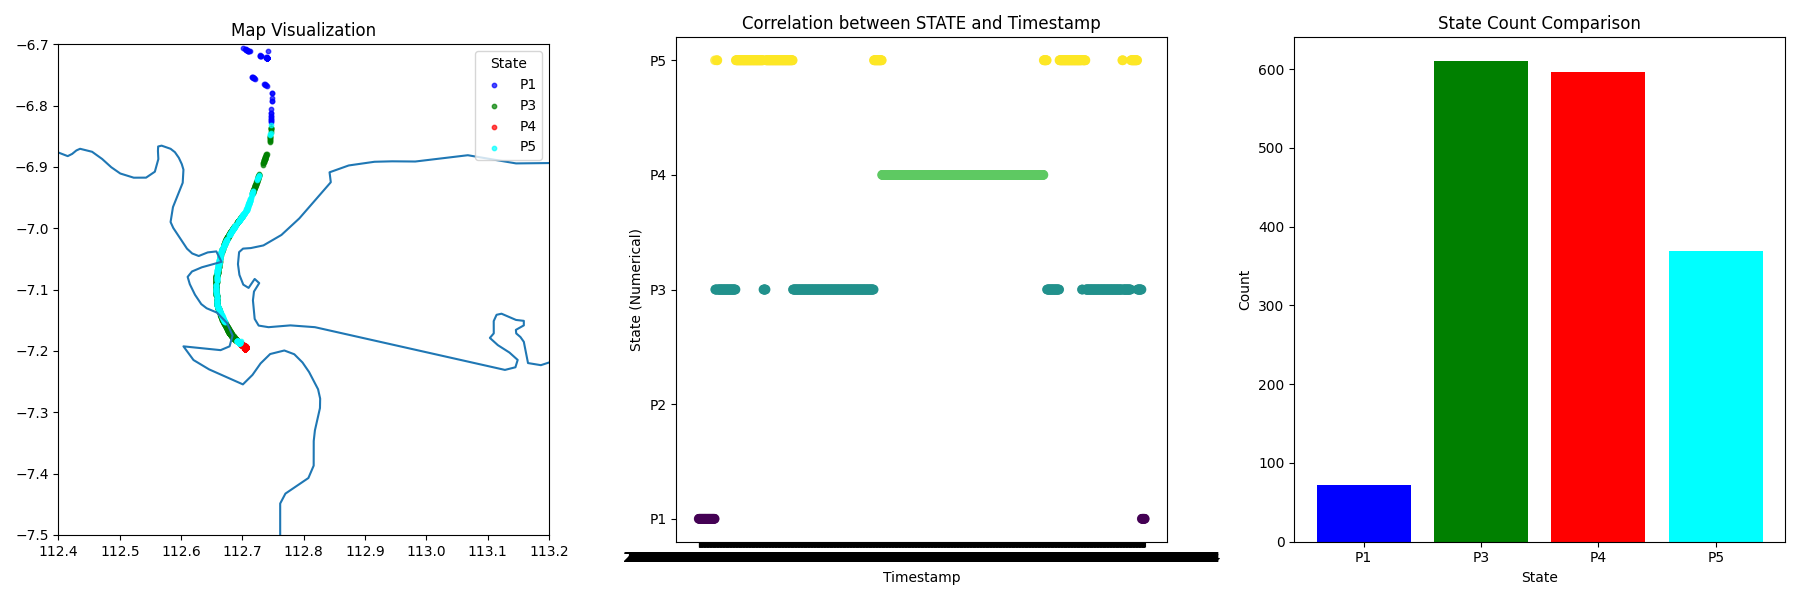 Map Visualization
−6.7
−6.8
−6.9
−7.0
−7.1
−7.2
−7.3
−7.4
−7.5
112.4 112.5 112.6 112.7 112.8 112.9 113.0 113.1 113.2
State
P1
P3
P4
P5
Correlation between STATE and Timestamp
State (Numerical)
P5
P4
P3
P2
P1
Timestamp
State Count Comparison
Count
600
500
400
300
200
100
0
P1 P3 P4 P5
State